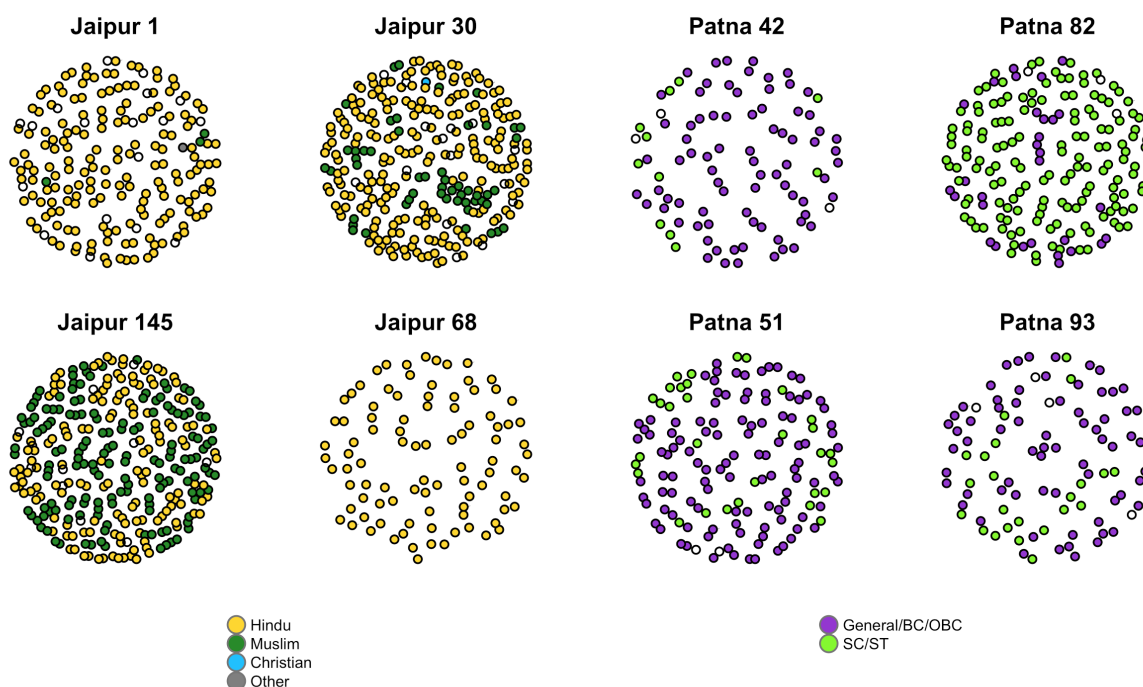 Jaipur 1
Jaipur 30
Patna 42
Patna 82
Jaipur 145
Jaipur 68
Patna 51
Patna 93
Hindu
Muslim
Christian
Other
General/BC/OBC
SC/ST